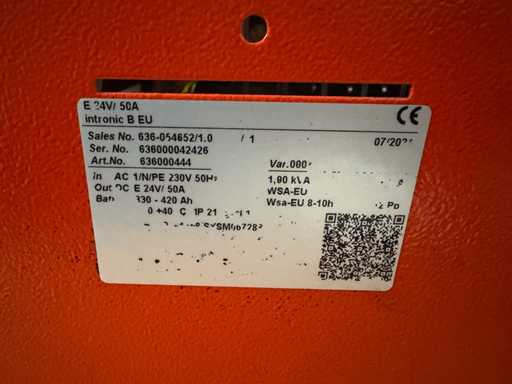 E 24V/ 50A
intronic B EU
CE
Sales No. 636-054652/1.0 / 1
Ser. No. 636000042426
Art.No. 636000444
in AC 1/N/PE 230V 50Hz
Out DC E 24V/ 50A
1,90 kVA
WSA-EU
Wsa-EU 8-10h
420 Ah